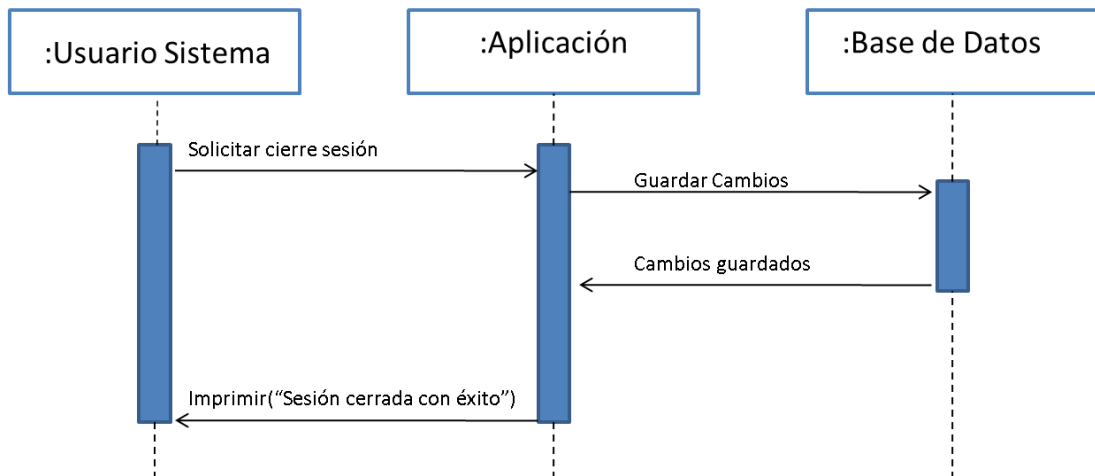 :Usuario Sistema
:Aplicación
:Base de Datos
Solicitar cierre sesión
Guardar Cambios
Cambios guardados
Imprimir(“Sesión cerrada con éxito”)